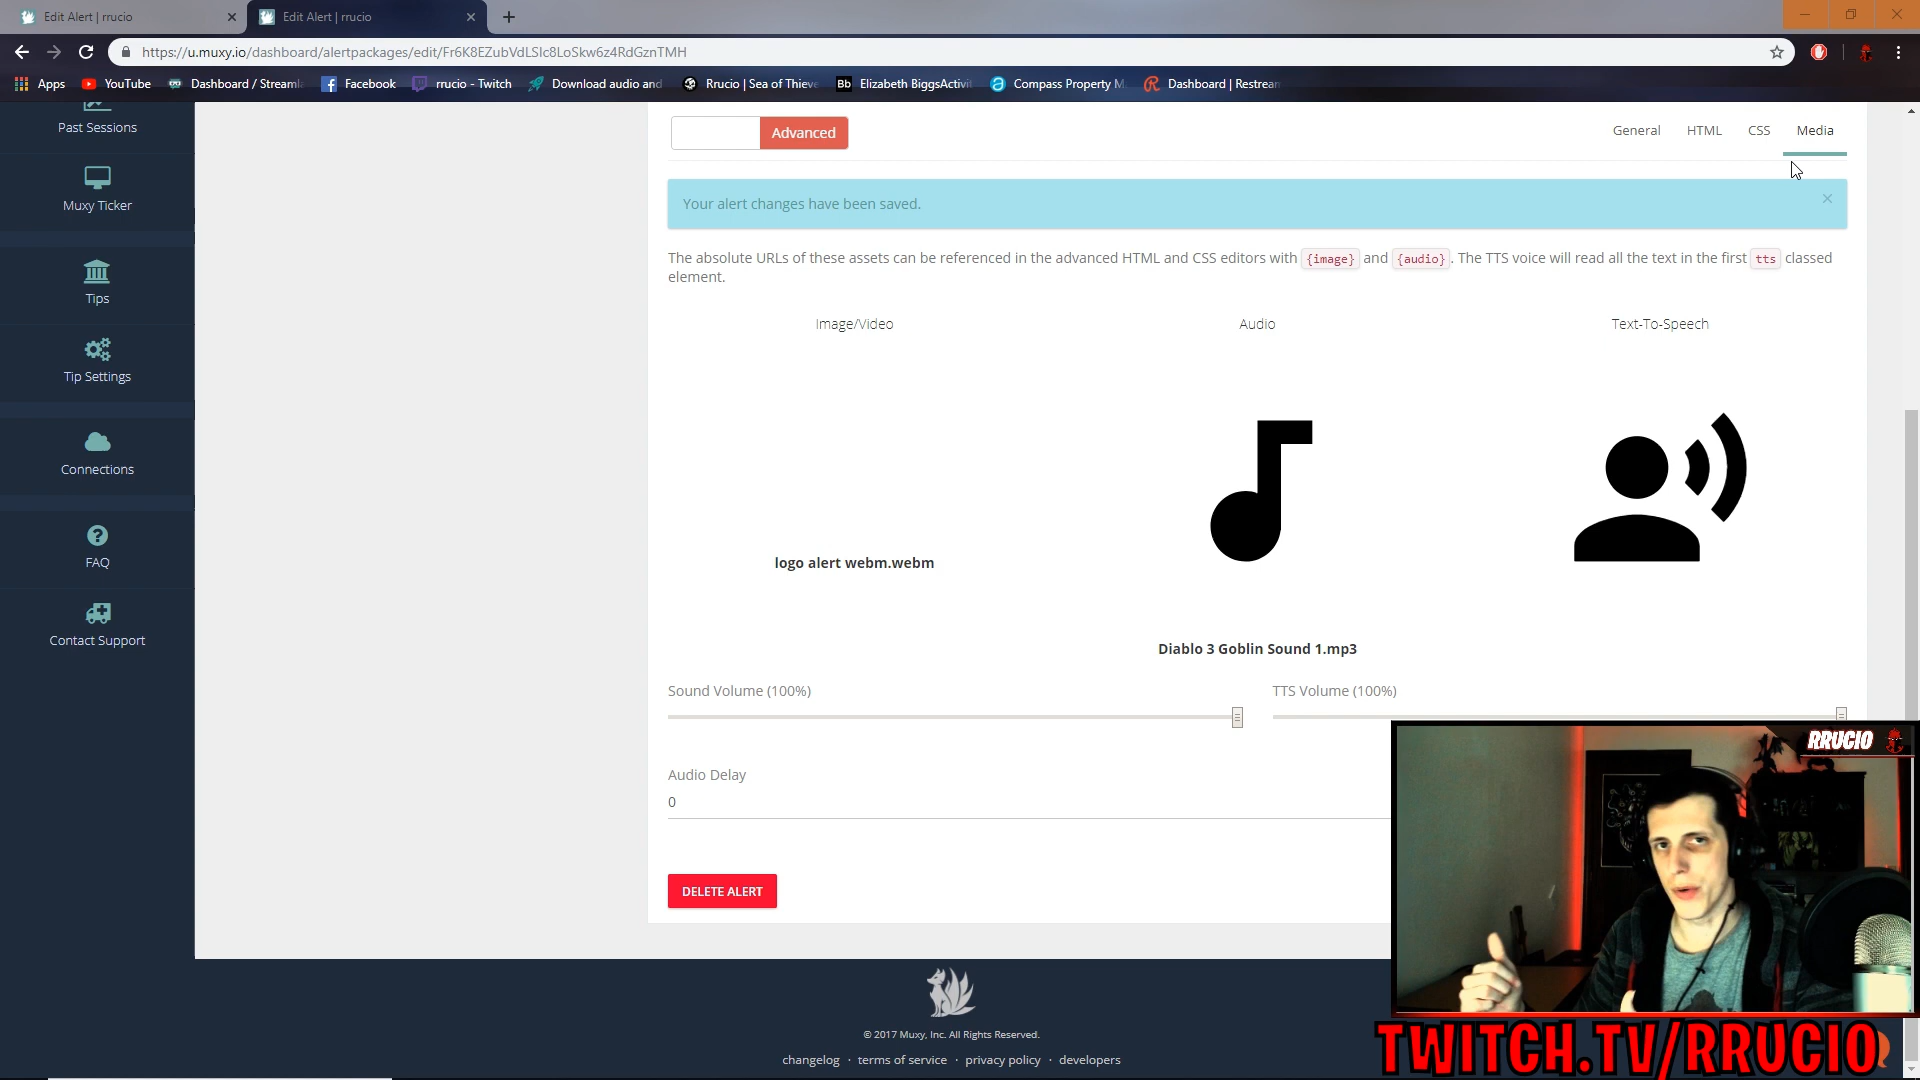 Edit Alert | rrucio
Edit Alert | rrucio
https://u.muxy.io/dashboard/alertpackages/edit/Fr6K8EZubVdLSlc8LoSkw6z4RdGznTMH
Apps YouTube Dashboard / Streamla Facebook rrucio - Twitch Download audio and Rrucio | Sea of Thieve Bb Elizabeth BiggsActivit Compass Property M Dashboard | Restream
Past Sessions
Muxy Ticker
Tips
Tip Settings
Connections
FAQ
Contact Support
Advanced
General HTML CSS Media
Your alert changes have been saved.
The absolute URLs of these assets can be referenced in the advanced HTML and CSS editors with {image} and {audio}. The TTS voice will read all the text in the first tts classed
element.
Image/Video Audio Text-To-Speech
logo alert webm.webm
Diablo 3 Goblin Sound 1.mp3
Sound Volume (100%) TTS Volume (100%)
Audio Delay
0
DELETE ALERT
RRUCIO
© 2017 Muxy, Inc. All Rights Reserved.
changelog · terms of service · privacy policy · developers
TWITCH.TV/RRUCIO